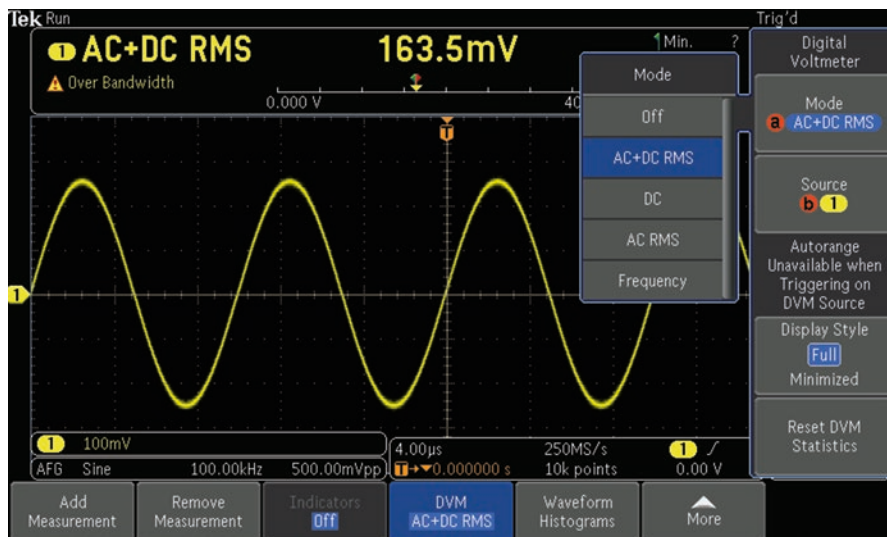 Tek Run
Trig'd
1 AC+DC RMS 163.5mV
1 Min. ?
Over Bandwidth
0.000 V 40
T
1
Mode
Off
AC+DC RMS
DC
AC RMS
Frequency
Digital
Voltmeter
Mode
a AC+DC RMS
Source
b 1
Autorange
Unavailable when
Triggering on
DVM Source
Display Style
Full
Minimized
Reset DVM
Statistics
1 100mV
AFG Sine 100.00kHz 500.00mVpp
4.00µs 250MS/s 1
T→▼0.000000 s 10k points 0.00 V
Add
Measurement
Remove
Measurement
Indicators
Off
DVM
AC+DC RMS
Waveform
Histograms
More